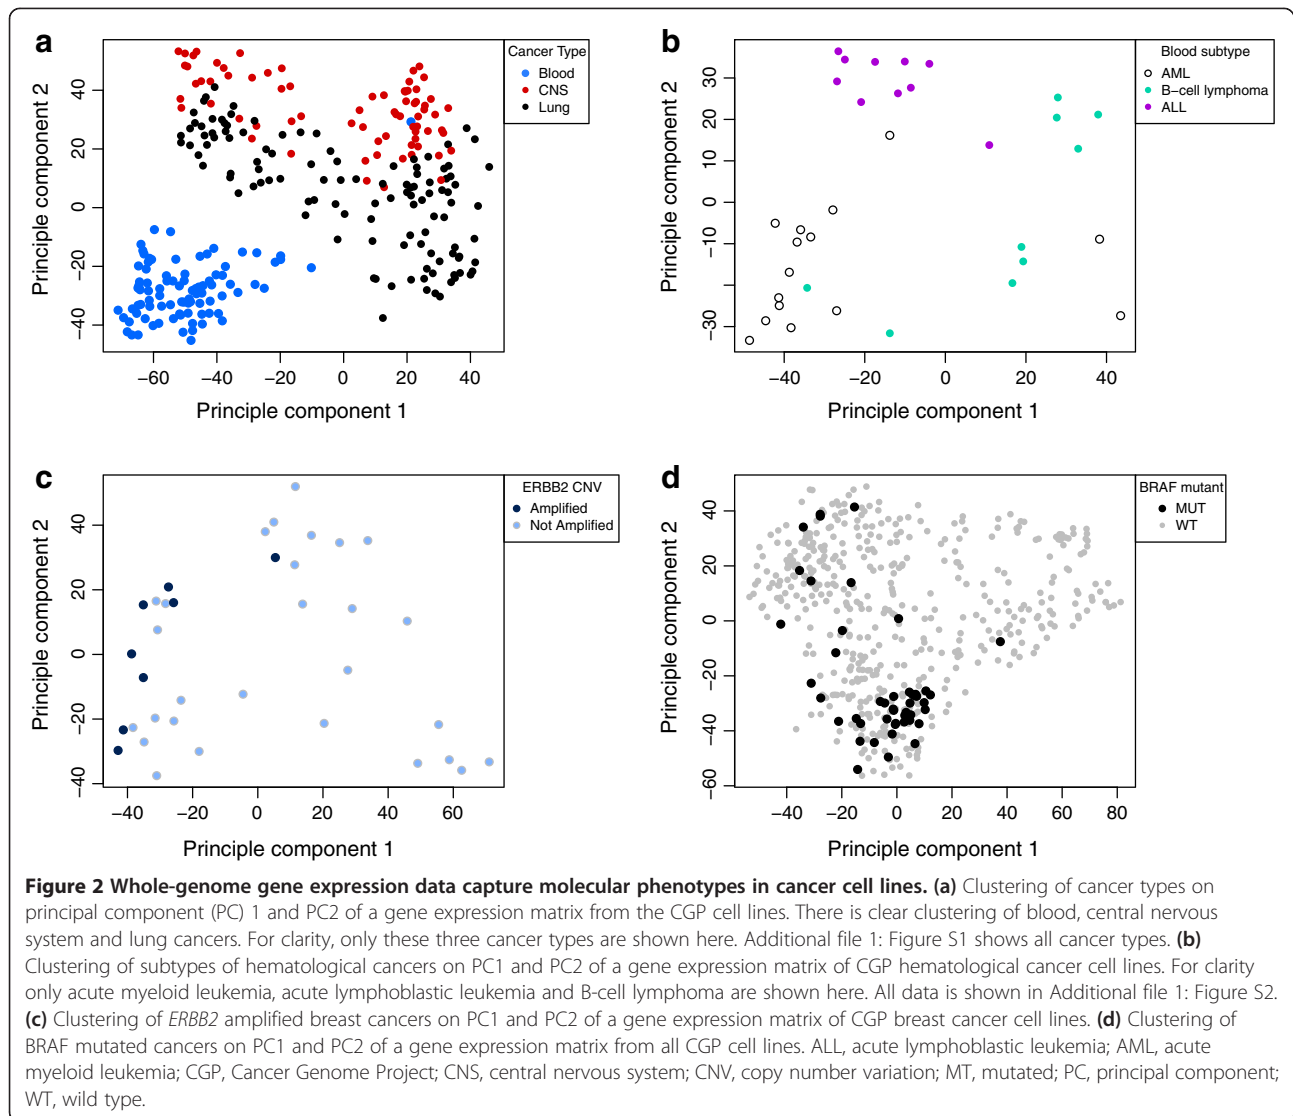 a
Cancer Type
Blood
CNS
Lung
Principle component 2
40
20
0
−20
−40
−60
−40
−20
0
20
40
Principle component 1
b
Blood subtype
AML
B−cell lymphoma
ALL
Principle component 2
30
20
10
0
−10
−30
−40
−20
0
20
40
Principle component 1
c
ERBB2 CNV
Amplified
Not Amplified
Principle component 2
40
20
0
−20
−40
−40
−20
0
20
40
60
Principle component 1
d
BRAF mutant
MUT
WT
Principle component 2
40
20
0
−20
−40
−60
−40
−20
0
20
40
60
80
Principle component 1
Figure 2 Whole-genome gene expression data capture molecular phenotypes in cancer cell lines. (a) Clustering of cancer types on
principal component (PC) 1 and PC2 of a gene expression matrix from the CGP cell lines. There is clear clustering of blood, central nervous
system and lung cancers. For clarity, only these three cancer types are shown here. Additional file 1: Figure S1 shows all cancer types. (b)
Clustering of subtypes of hematological cancers on PC1 and PC2 of a gene expression matrix of CGP hematological cancer cell lines. For clarity
only acute myeloid leukemia, acute lymphoblastic leukemia and B-cell lymphoma are shown here. All data is shown in Additional file 1: Figure S2.
(c) Clustering of ERBB2 amplified breast cancers on PC1 and PC2 of a gene expression matrix of CGP breast cancer cell lines. (d) Clustering of
BRAF mutated cancers on PC1 and PC2 of a gene expression matrix from all CGP cell lines. ALL, acute lymphoblastic leukemia; AML, acute
myeloid leukemia; CGP, Cancer Genome Project; CNS, central nervous system; CNV, copy number variation; MT, mutated; PC, principal component;
WT, wild type.